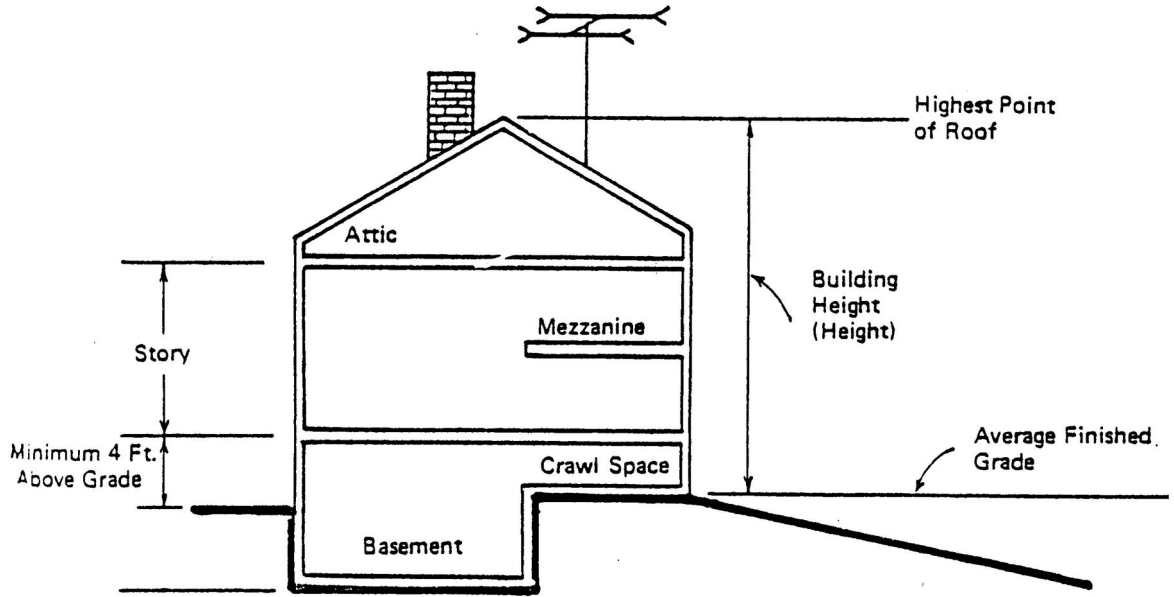 Highest Point
of Roof
Attic
Building
Height
(Height)
Mezzanine
Story
Average Finished
Grade
Minimum 4 Ft.
Above Grade
Crawl Space
Basement